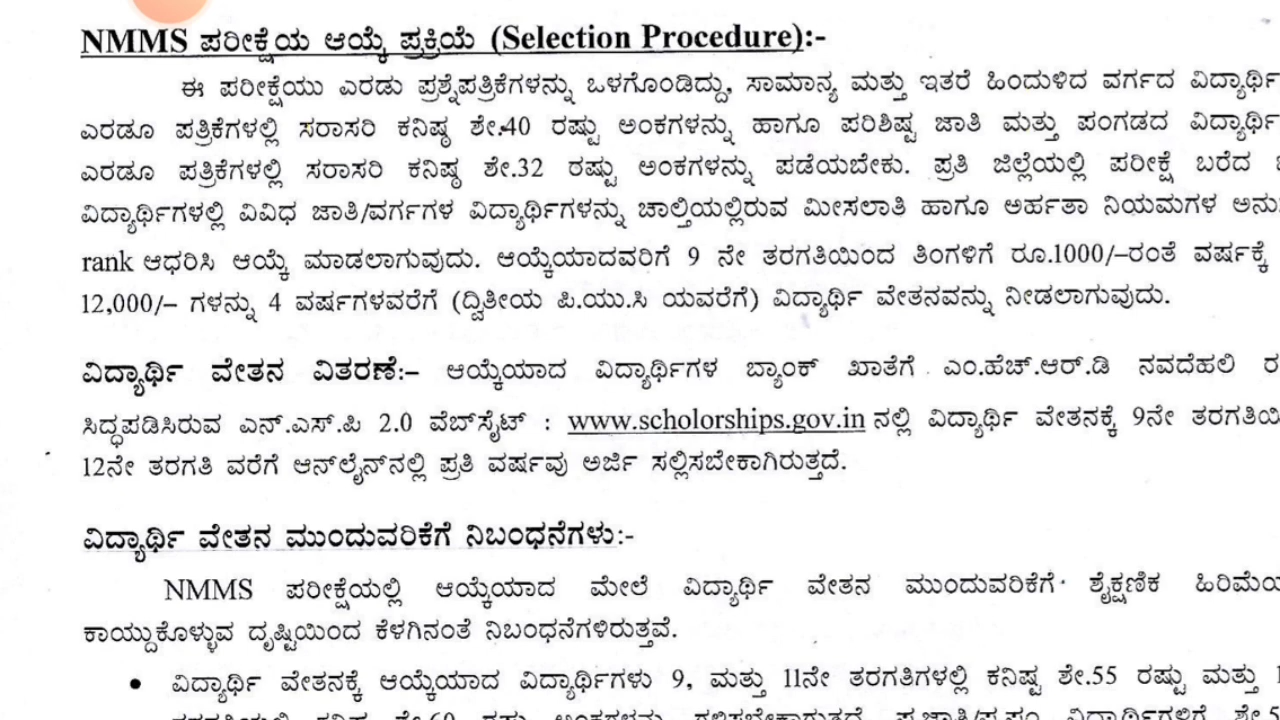 NMMS ಪರೀಕ್ಷೆಯ ಆಯ್ಕೆ ಪ್ರಕ್ರಿಯೆ (Selection Procedure):-
ಈ ಪರೀಕ್ಷೆಯು ಎರಡು ಪ್ರಶ್ನೆಪತ್ರಿಕೆಗಳನ್ನು ಒಳಗೊಂಡಿದ್ದು, ಸಾಮಾನ್ಯ ಮತ್ತು ಇತರೆ ಹಿಂದುಳಿದ ವರ್ಗದ ವಿದ್ಯಾರ್ಥಿ
ಎರಡೂ ಪತ್ರಿಕೆಗಳಲ್ಲಿ ಸರಾಸರಿ ಕನಿಷ್ಠ ಶೇ.40 ರಷ್ಟು ಅಂಕಗಳನ್ನು ಹಾಗೂ ಪರಿಶಿಷ್ಟ ಜಾತಿ ಮತ್ತು ಪಂಗಡದ ವಿದ್ಯಾರ್ಥಿ
ಎರಡೂ ಪತ್ರಿಕೆಗಳಲ್ಲಿ ಸರಾಸರಿ ಕನಿಷ್ಠ ಶೇ.32 ರಷ್ಟು ಅಂಕಗಳನ್ನು ಪಡೆಯಬೇಕು. ಪ್ರತಿ ಜಿಲ್ಲೆಯಲ್ಲಿ ಪರೀಕ್ಷೆ ಬರೆದ
ವಿದ್ಯಾರ್ಥಿಗಳಲ್ಲಿ ವಿವಿಧ ಜಾತಿ/ವರ್ಗಗಳ ವಿದ್ಯಾರ್ಥಿಗಳನ್ನು ಚಾಲ್ತಿಯಲ್ಲಿರುವ ಮೀಸಲಾತಿ ಹಾಗೂ ಅರ್ಹತಾ ನಿಯಮಗಳ
rank ಆಧರಿಸಿ ಆಯ್ಕೆ ಮಾಡಲಾಗುವುದು. ಆಯ್ಕೆಯಾದವರಿಗೆ 9 ನೇ ತರಗತಿಯಿಂದ ತಿಂಗಳಿಗೆ ರೂ.1000/–ರಂತೆ ವರ್ಷಕ್ಕೆ
12,000/– ಗಳನ್ನು 4 ವರ್ಷಗಳವರೆಗೆ (ದ್ವಿತೀಯ ಪಿ.ಯು.ಸಿ ಯವರೆಗೆ) ವಿದ್ಯಾರ್ಥಿ ವೇತನವನ್ನು ನೀಡಲಾಗುವುದು.
ವಿದ್ಯಾರ್ಥಿ ವೇತನ ವಿತರಣೆ:– ಆಯ್ಕೆಯಾದ ವಿದ್ಯಾರ್ಥಿಗಳ ಬ್ಯಾಂಕ್ ಖಾತೆಗೆ ಎಂ.ಹೆಚ್.ಆರ್.ಡಿ ನವದೆಹಲಿ
ಸಿದ್ಧಪಡಿಸಿರುವ ಎನ್.ಎಸ್.ಪಿ 2.0 ವೆಬ್‌ಸೈಟ್ : www.scholorships.gov.in ನಲ್ಲಿ ವಿದ್ಯಾರ್ಥಿ ವೇತನಕ್ಕೆ 9ನೇ
12ನೇ ತರಗತಿ ವರೆಗೆ ಆನ್‌ಲೈನ್‌ನಲ್ಲಿ ಪ್ರತಿ ವರ್ಷವು ಅರ್ಜಿ ಸಲ್ಲಿಸಬೇಕಾಗಿರುತ್ತದೆ.
ವಿದ್ಯಾರ್ಥಿ ವೇತನ ಮುಂದುವರಿಕೆಗೆ ನಿಬಂಧನೆಗಳು:-
NMMS ಪರೀಕ್ಷೆಯಲ್ಲಿ ಆಯ್ಕೆಯಾದ ಮೇಲೆ ವಿದ್ಯಾರ್ಥಿ ವೇತನ ಮುಂದುವರಿಕೆಗೆ ಶೈಕ್ಷಣಿಕ
ಕಾಯ್ದುಕೊಳ್ಳುವ ದೃಷ್ಟಿಯಿಂದ ಕೆಳಗಿನಂತೆ ನಿಬಂಧನೆಗಳಿರುತ್ತವೆ.
• ವಿದ್ಯಾರ್ಥಿ ವೇತನಕ್ಕೆ ಆಯ್ಕೆಯಾದ ವಿದ್ಯಾರ್ಥಿಗಳು 9, ಮತ್ತು 11ನೇ ತರಗತಿಗಳಲ್ಲಿ ಕನಿಷ್ಟ ಶೇ.55 ರಷ್ಟು ಮತ್ತು